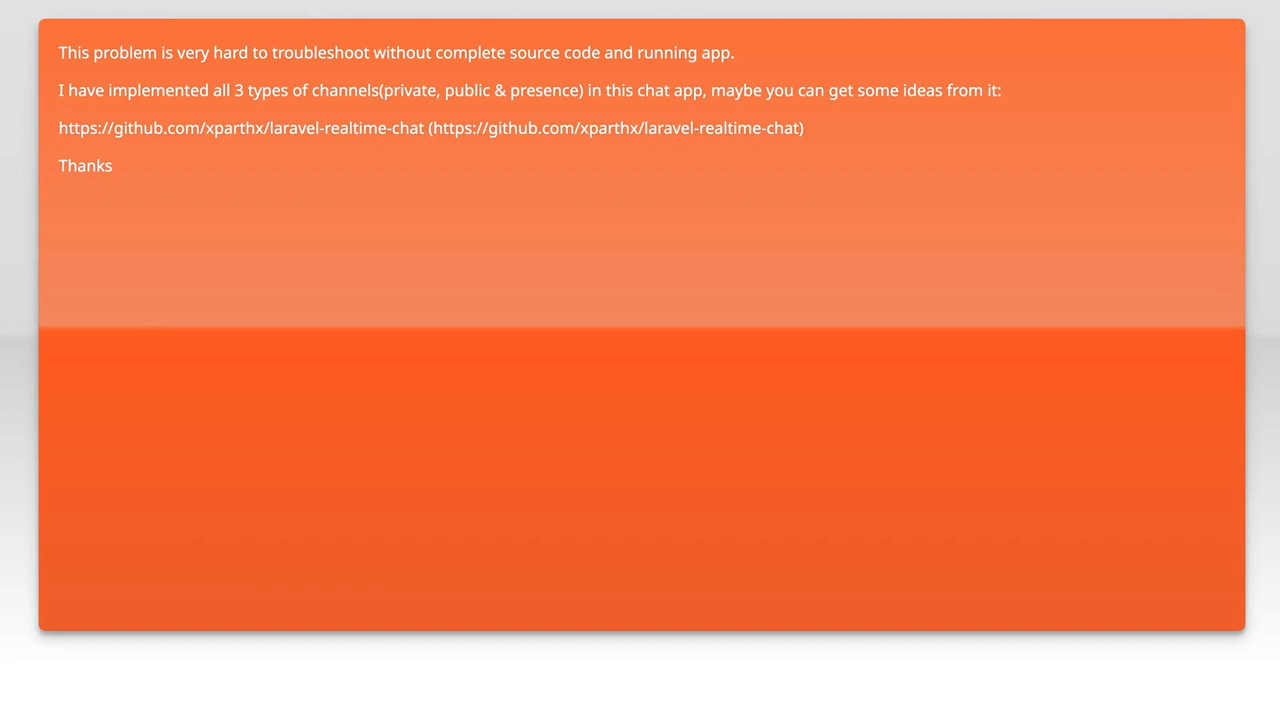 This problem is very hard to troubleshoot without complete source code and running app.
I have implemented all 3 types of channels(private, public & presence) in this chat app, maybe you can get some ideas from it:
https://github.com/xparthx/laravel-realtime-chat (https://github.com/xparthx/laravel-realtime-chat)
Thanks